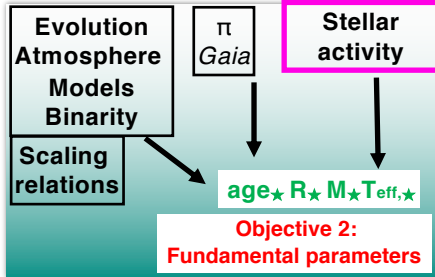 Evolution
Atmosphere
Models
Binarity
Scaling
relations
π
Gaia
Stellar
activity
age★ R★ M★Teff,★
Objective 2:
Fundamental parameters